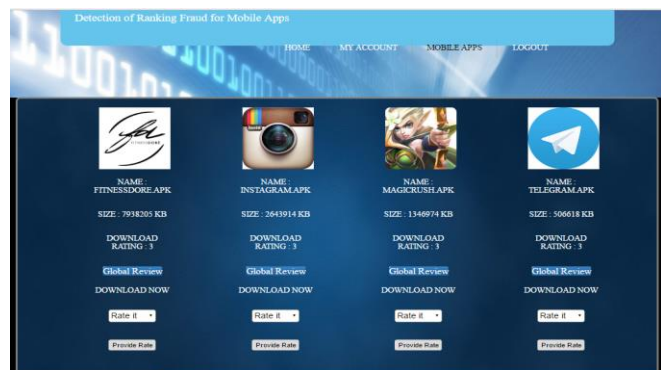 Detection of Ranking Fraud for Mobile Apps
HOME MY ACCOUNT MOBILE APPS LOGOUT
NAME :
FITNESSDORE.APK
SIZE : 7938205 KB
DOWNLOAD
RATING : 3
Global Review
DOWNLOAD NOW
Rate it
Provide Rate
NAME :
INSTAGRAM.APK
SIZE : 2643914 KB
DOWNLOAD
RATING : 3
Global Review
DOWNLOAD NOW
Rate it
Provide Rate
NAME :
MAGICRUSH.APK
SIZE : 1346974 KB
DOWNLOAD
RATING : 3
Global Review
DOWNLOAD NOW
Rate it
Provide Rate
NAME :
TELEGRAM.APK
SIZE : 506618 KB
DOWNLOAD
RATING : 3
Global Review
DOWNLOAD NOW
Rate it
Provide Rate